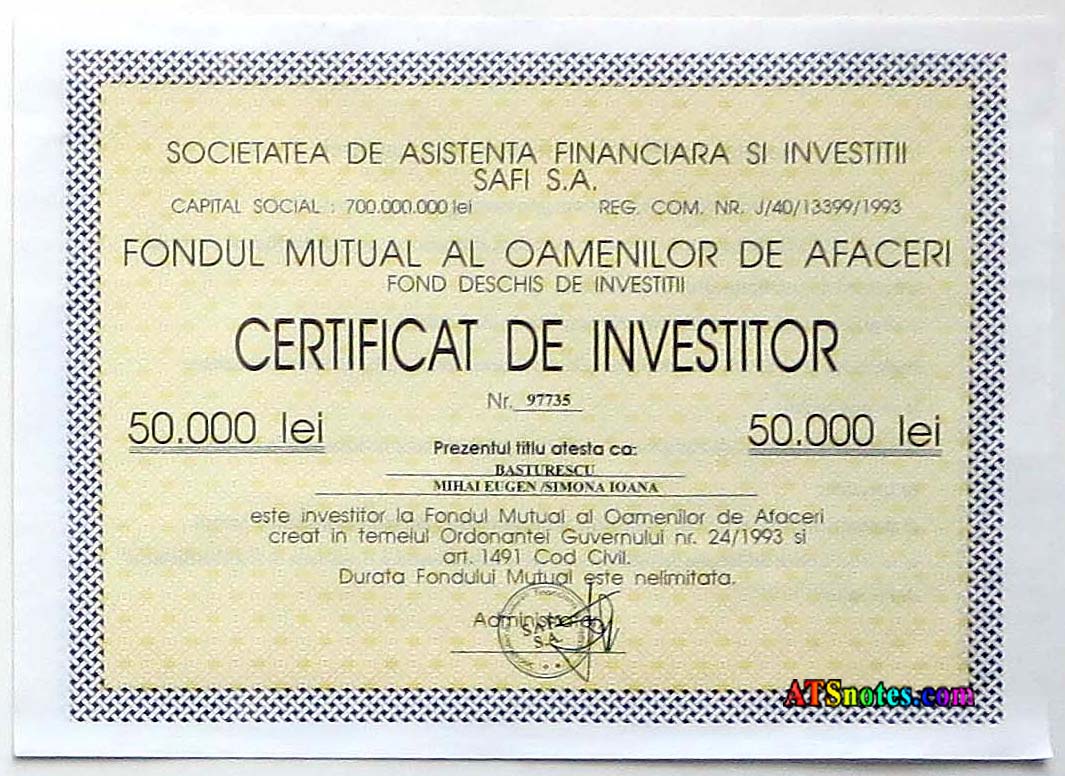 SOCIETATEA DE ASISTENTA FINANCIARA SI INVESTITII
SAFI S.A.
CAPITAL SOCIAL : 700.000.000 lei REG. COM. NR. J/40/13399/1993
FONDUL MUTUAL AL OAMENILOR DE AFACERI
FOND DESCHIS DE INVESTITII
CERTIFICAT DE INVESTITOR
Nr. 97735
50.000 lei 50.000 lei
Prezentul titlu atesta ca:
BASTURESCU
MIHAI EUGEN /SIMONA IOANA
este investitor la Fondul Mutual al Oamenilor de Afaceri
creat in temeiul Ordonantei Guvernului nr. 24/1993 si
art. 1491 Cod Civil.
Durata Fondului Mutual este nelimitata.
Administrator
SAFI
S.A.
ATSnotes.com